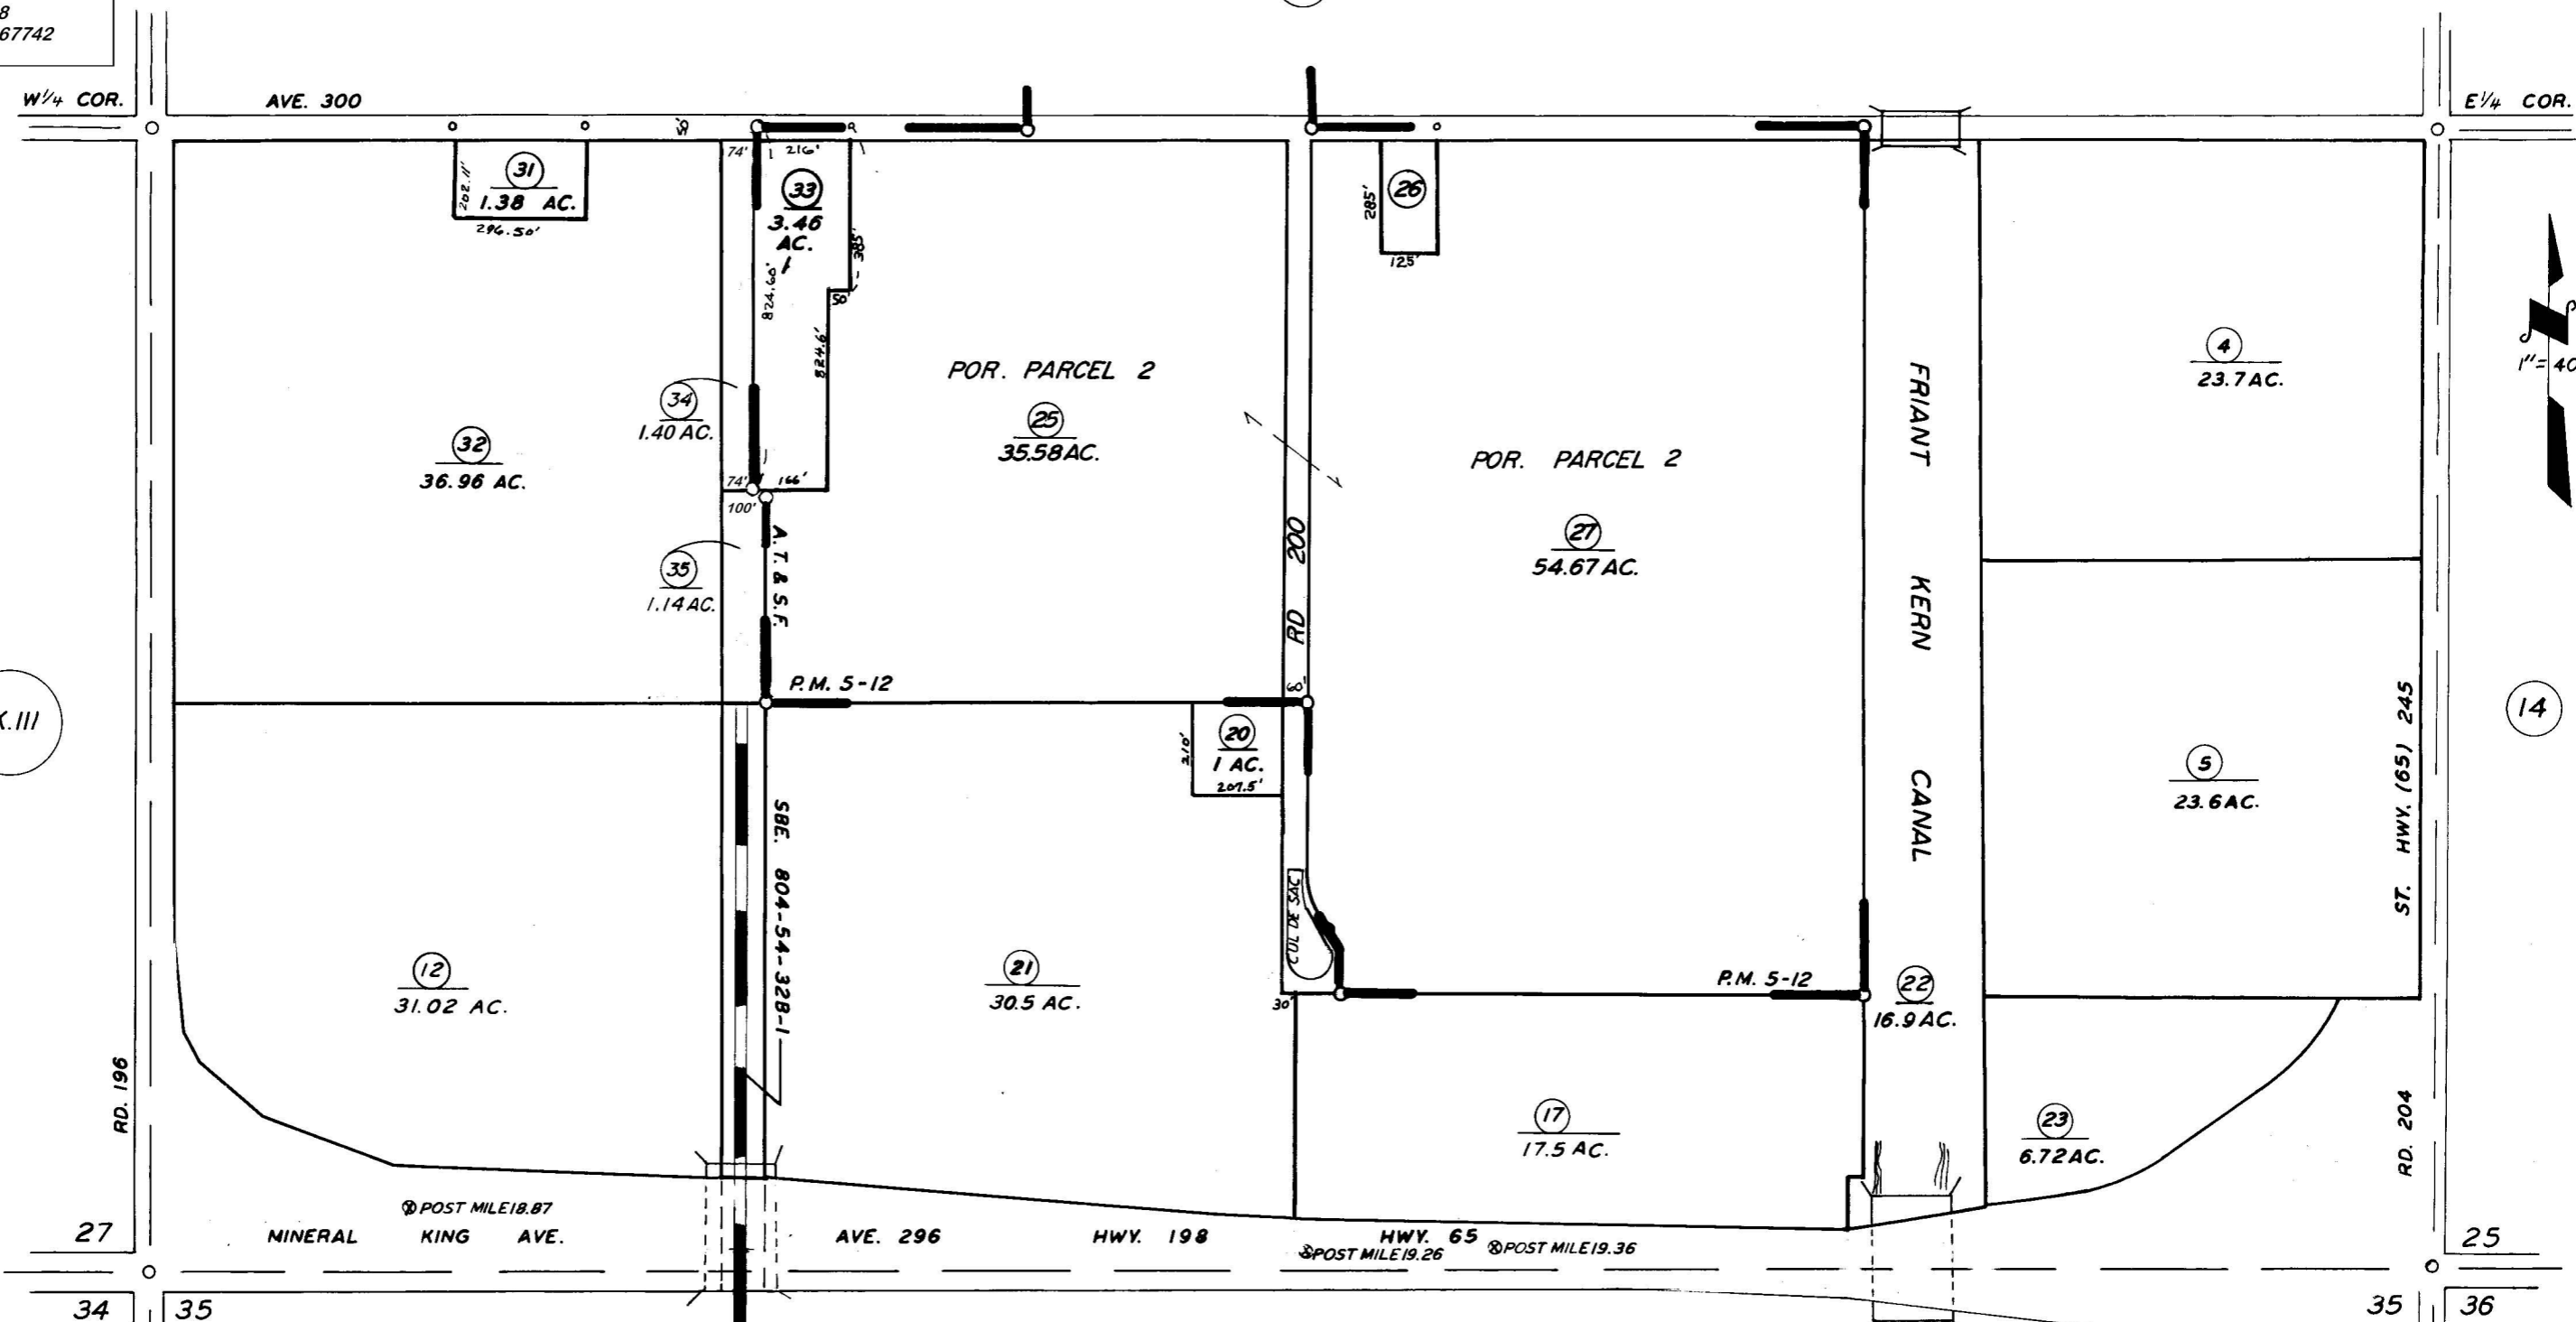 8
67742
W 1/4 COR.
AVE. 300
E 1/4 COR.
50'
74'
216'
202.11'
31
1.38 AC.
296.50'
33
3.46
AC.
385'
50'
824.60'
824.6'
285'
26
125'
POR. PARCEL 2
25
35.58 AC.
34
1.40 AC.
32
36.96 AC.
74'
166'
100'
35
1.14 AC.
A.T. & S.F.
RD 200
POR. PARCEL 2
27
54.67 AC.
FRIANT KERN CANAL
4
23.7 AC.
1"= 40
K.111
P.M. 5-12
60'
20
1 AC.
210'
207.5'
5
23.6 AC.
ST. HWY. (65) 245
14
SBE. 804-54-328-1
CUL DE SAC
12
31.02 AC.
21
30.5 AC.
30'
P.M. 5-12
22
16.9 AC.
RD. 196
17
17.5 AC.
23
6.72 AC.
RD. 204
POST MILE 18.87
27
MINERAL KING AVE.
AVE. 296
HWY. 198
HWY. 65
POST MILE 19.26
POST MILE 19.36
25
34
35
35
36